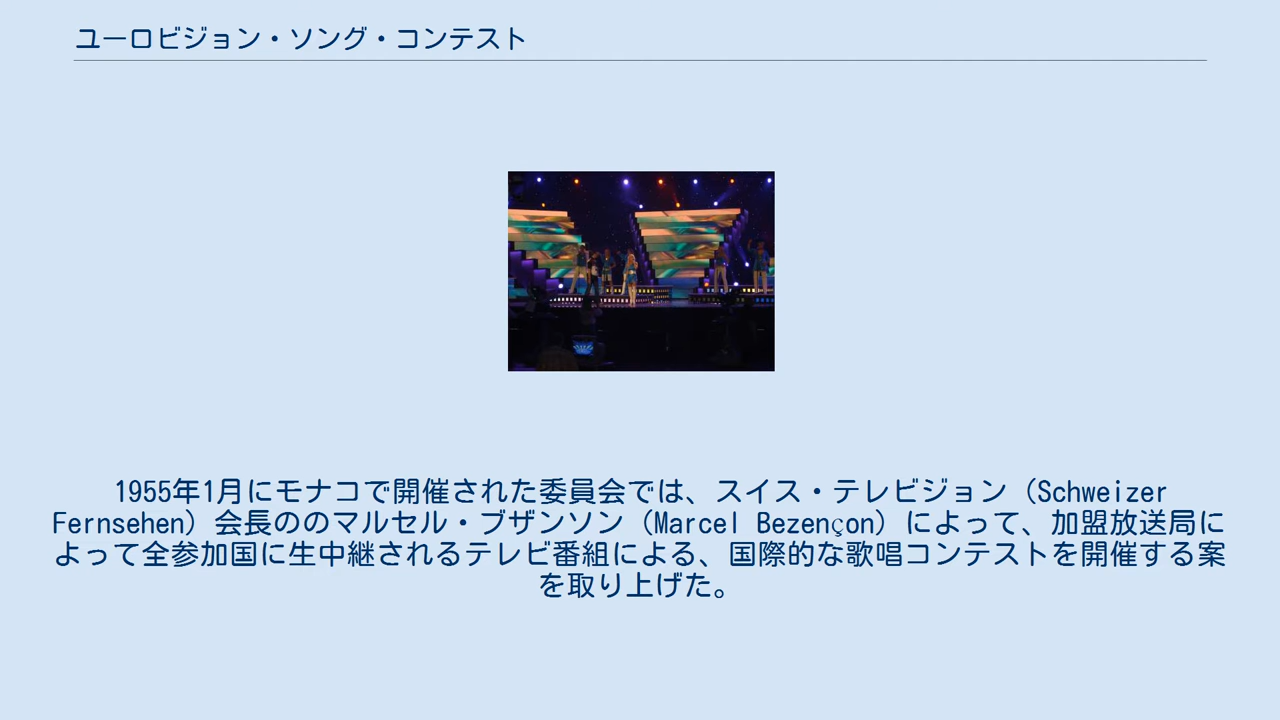 ユーロビジョン・ソング・コンテスト
1955年1月にモナコで開催された委員会では、スイス・テレビジョン（Schweizer
Fernsehen）会長ののマルセル・ブザンソン（Marcel Bezençon）によって、加盟放送局に
よって全参加国に生中継されるテレビ番組による、国際的な歌唱コンテストを開催する案
を取り上げた。